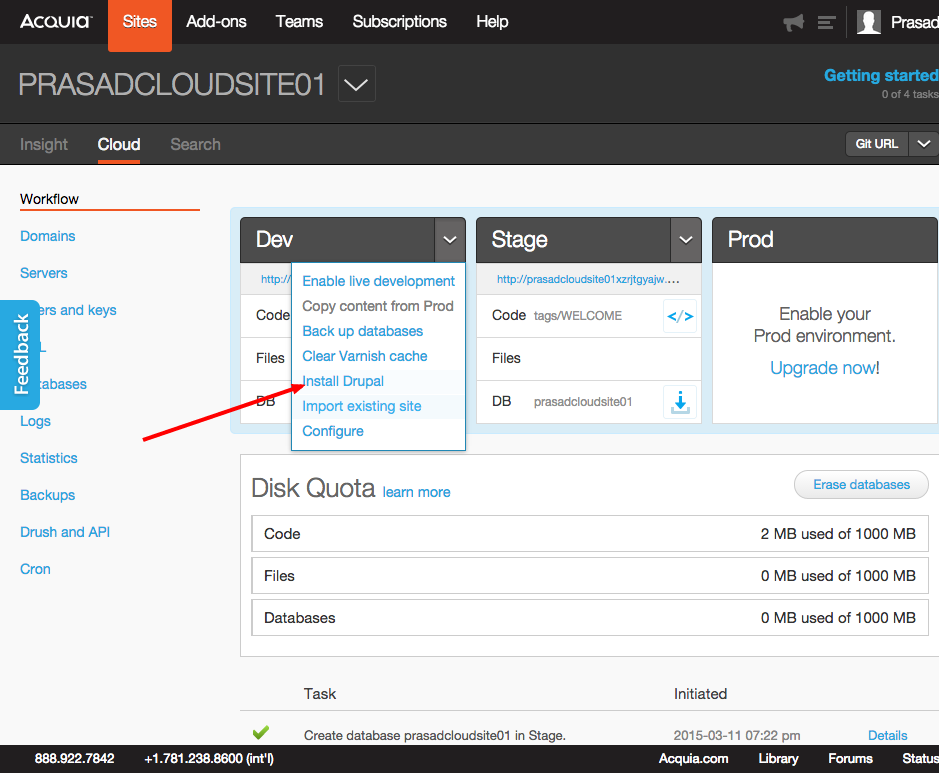 Acquia Sites Add-ons Teams Subscriptions Help Prasad
PRASADCLOUDSITE01
Getting started
0 of 4 tasks
Insight Cloud Search Git URL
Workflow
Domains
Servers
ers and keys
L
tabases
Logs
Statistics
Backups
Drush and API
Cron
Feedback
Dev
http://
Code
Files
DB
Enable live development
Copy content from Prod
Back up databases
Clear Varnish cache
Install Drupal
Import existing site
Configure
Stage
http://prasadcloudsite01xzrjtgyajw....
Code tags/WELCOME </>
Files
DB prasadcloudsite01
Prod
Enable your
Prod environment.
Upgrade now!
Disk Quota learn more Erase databases
Code 2 MB used of 1000 MB
Files 0 MB used of 1000 MB
Databases 0 MB used of 1000 MB
Task Initiated
Create database prasadcloudsite01 in Stage. 2015-03-11 07:22 pm Details
888.922.7842 +1.781.238.8600 (int'l) Acquia.com Library Forums Status